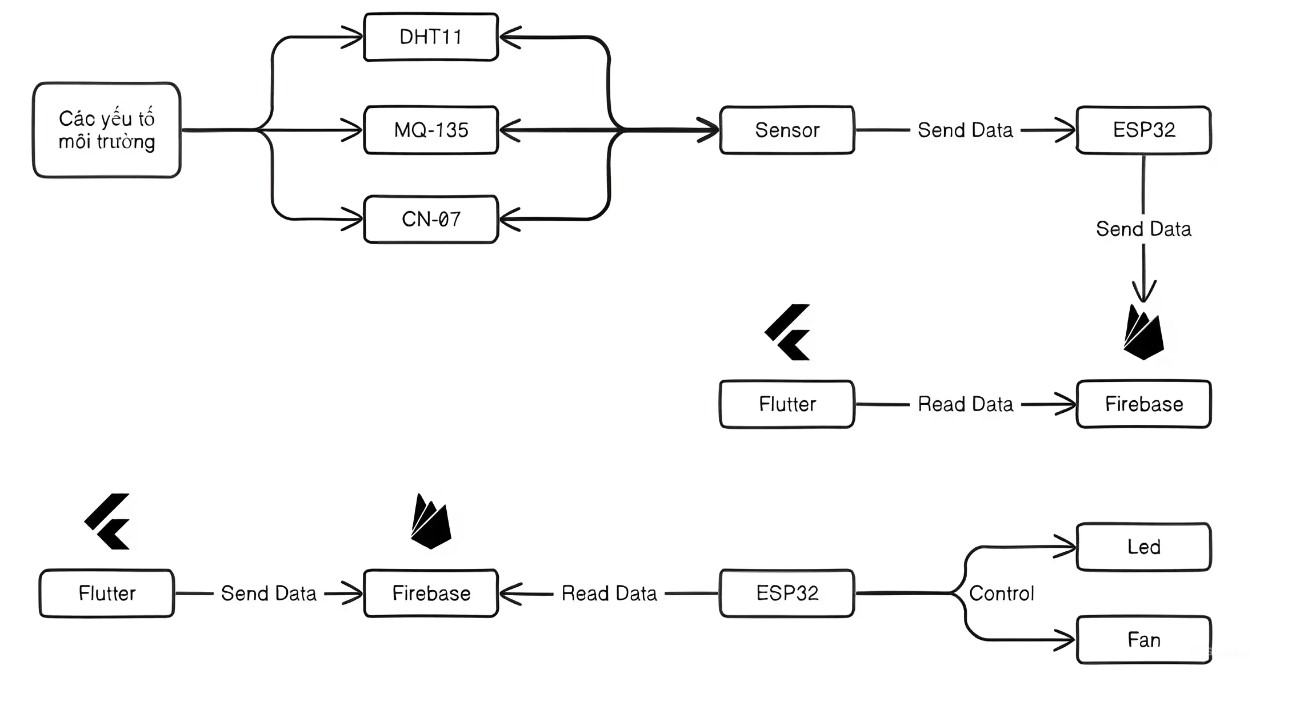 DHT11
Các yếu tố
môi trường
MQ-135
Sensor
Send Data
ESP32
CN-07
Send Data
Flutter
Read Data
Firebase
Flutter
Send Data
Firebase
Read Data
ESP32
Control
Led
Fan